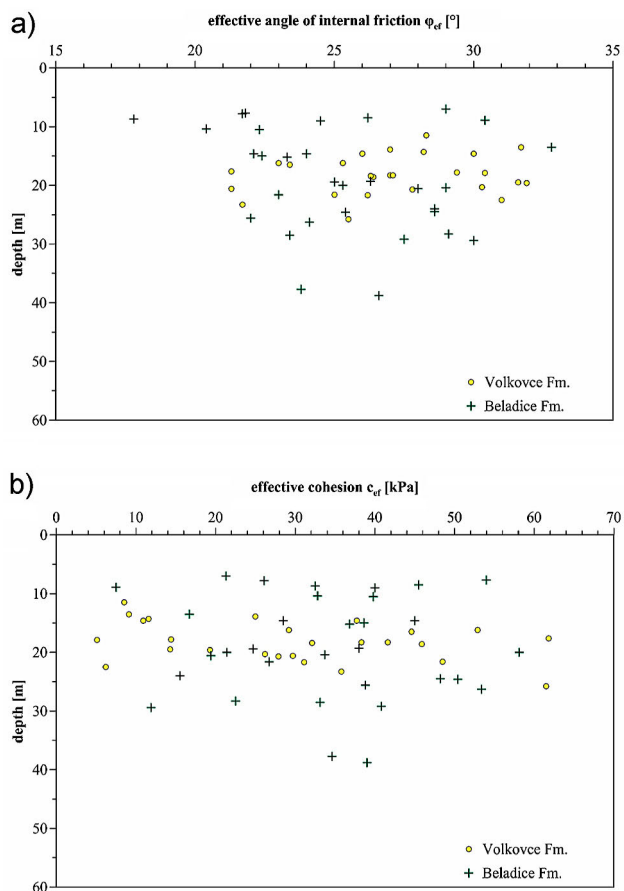 a)
effective angle of internal friction φef [°]
15 20 25 30 35
0
10
20
30
40
50
60
depth [m]
Volkovce Fm.
Beladice Fm.
b)
effective cohesion cef [kPa]
0 10 20 30 40 50 60 70
0
10
20
30
40
50
60
depth [m]
Volkovce Fm.
Beladice Fm.